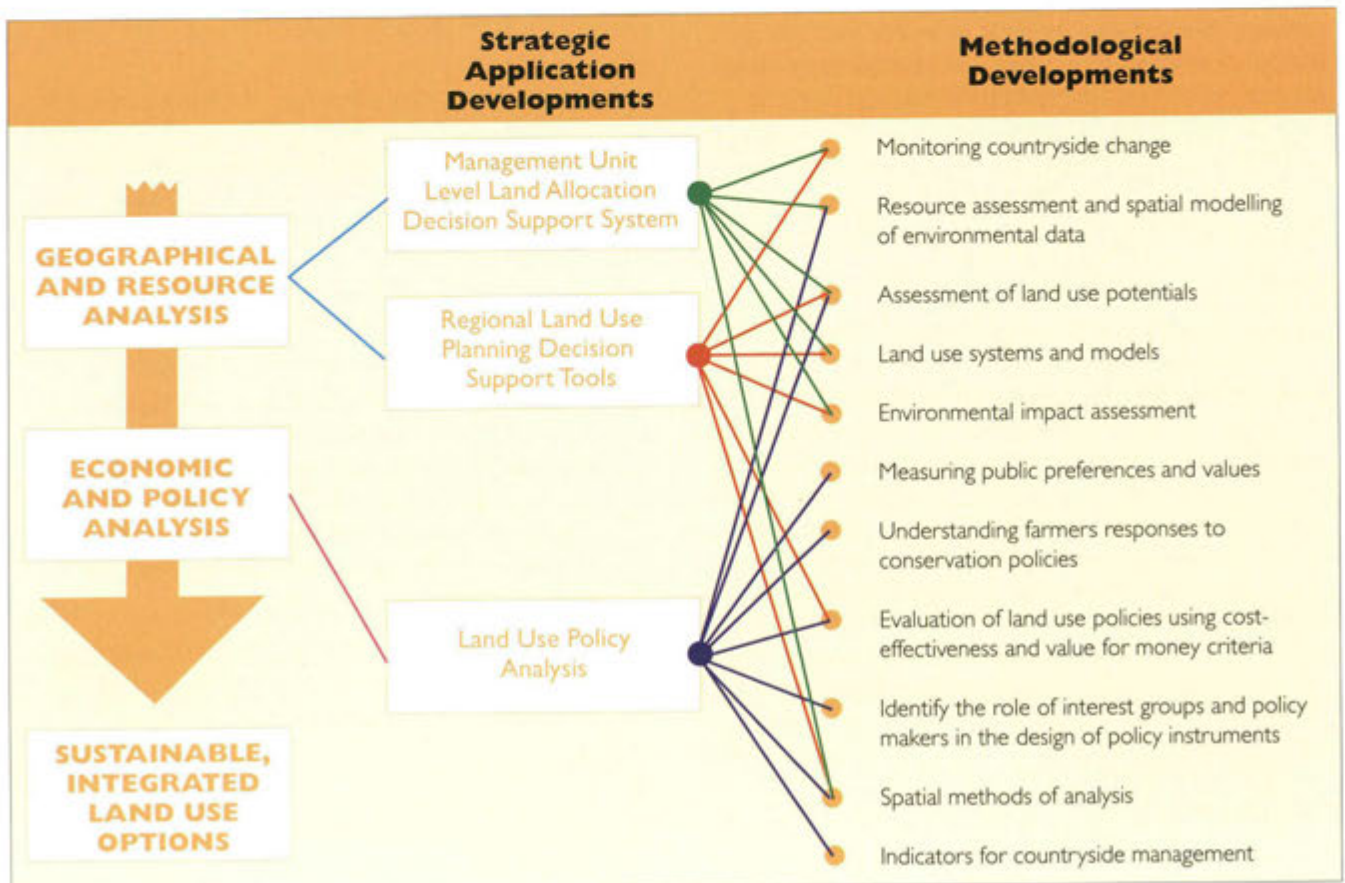 Strategic
Application
Developments
Methodological
Developments
GEOGRAPHICAL
AND RESOURCE
ANALYSIS
ECONOMIC
AND POLICY
ANALYSIS
SUSTAINABLE,
INTEGRATED
LAND USE
OPTIONS
Management Unit
Level Land Allocation
Decision Support System
Regional Land Use
Planning Decision
Support Tools
Land Use Policy
Analysis
Monitoring countryside change
Resource assessment and spatial modelling
of environmental data
Assessment of land use potentials
Land use systems and models
Environmental impact assessment
Measuring public preferences and values
Understanding farmers responses to
conservation policies
Evaluation of land use policies using cost-
effectiveness and value for money criteria
Identify the role of interest groups and policy
makers in the design of policy instruments
Spatial methods of analysis
Indicators for countryside management